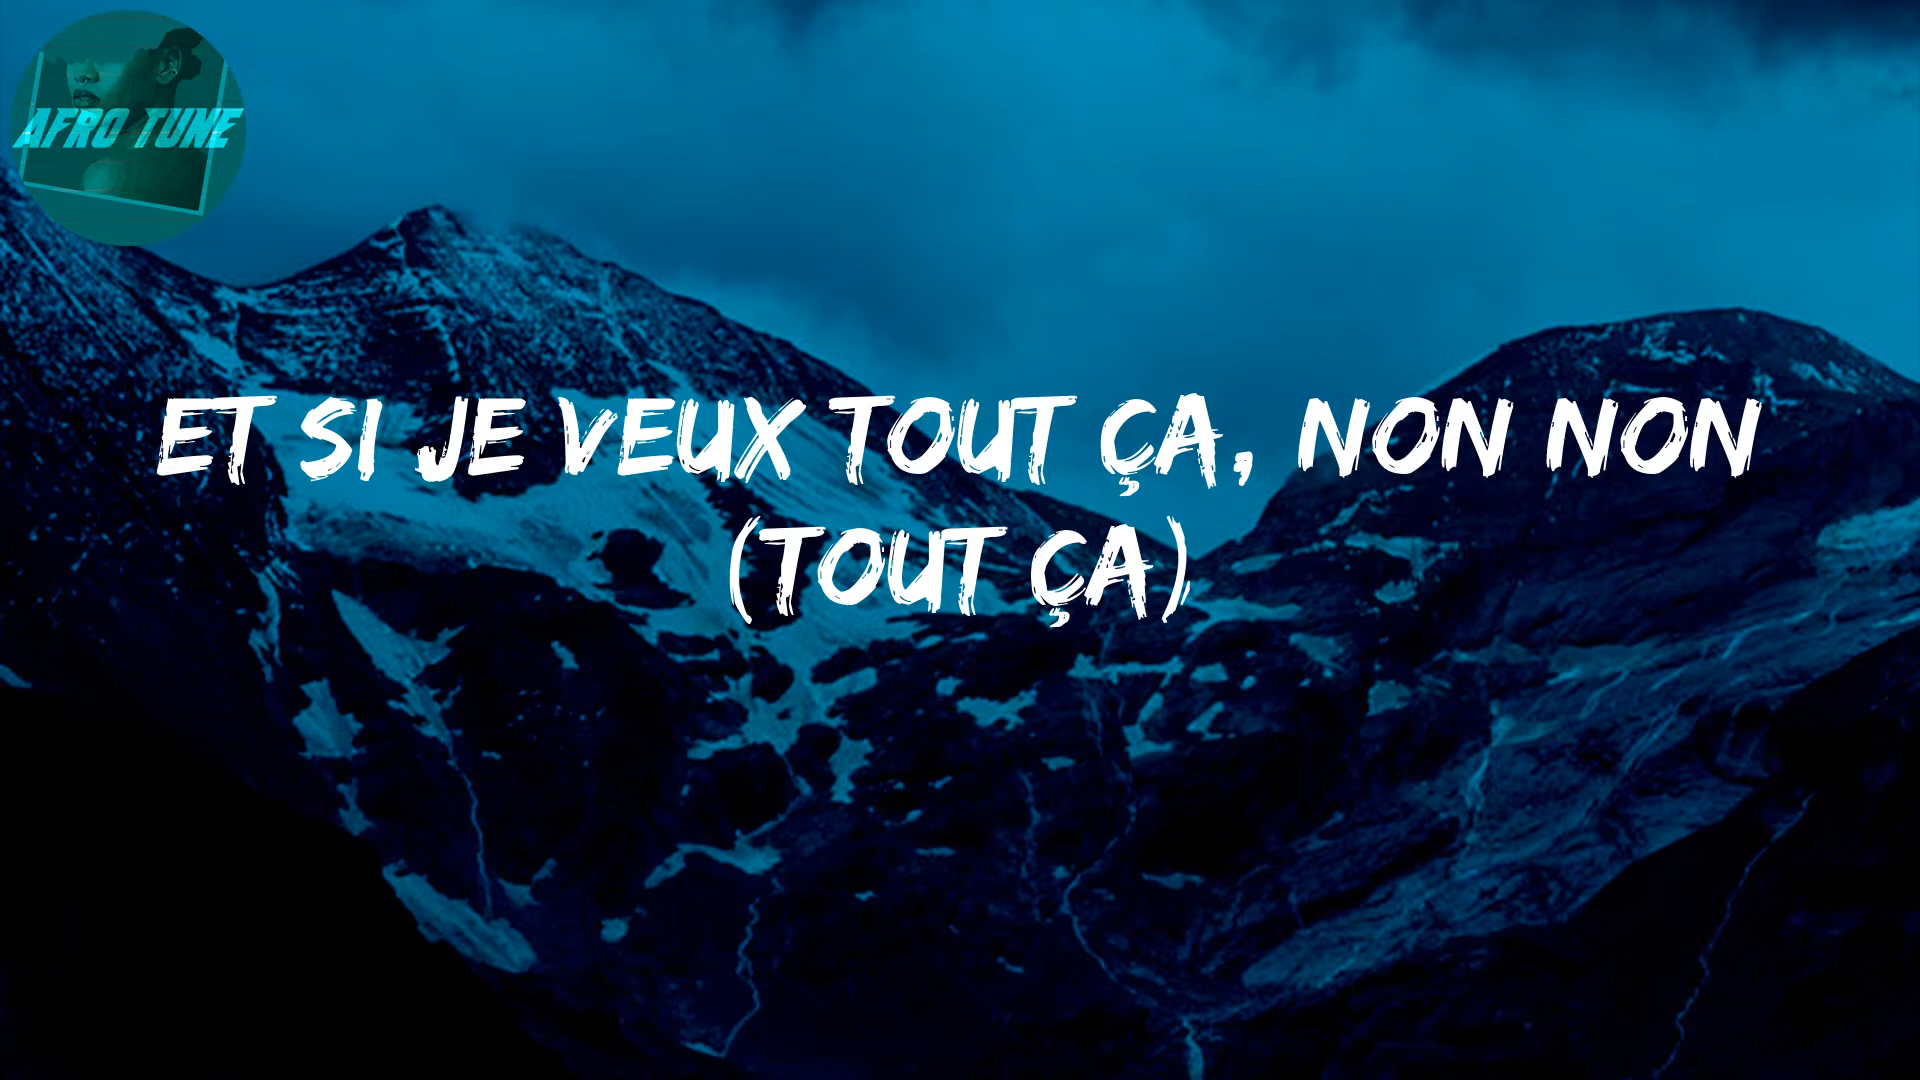 AFRO TUNE
ET SI JE VEUX TOUT ÇA, NON NON
(TOUT ÇA)